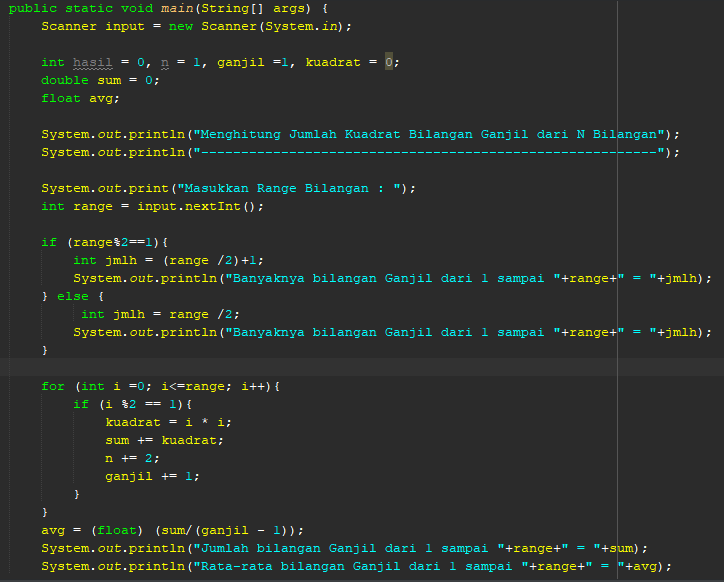 public static void main(String[] args) {
    Scanner input = new Scanner(System.in);

    int hasil = 0, n = 1, ganjil =1, kuadrat = 0;
    double sum = 0;
    float avg;

    System.out.println("Menghitung Jumlah Kuadrat Bilangan Ganjil dari N Bilangan");
    System.out.println("---------------------------------------------------------");

    System.out.print("Masukkan Range Bilangan : ");
    int range = input.nextInt();

    if (range%2==1){
        int jmlh = (range /2)+1;
        System.out.println("Banyaknya bilangan Ganjil dari 1 sampai "+range+" = "+jmlh);
    } else {
         int jmlh = range /2;
        System.out.println("Banyaknya bilangan Ganjil dari 1 sampai "+range+" = "+jmlh);
    }

    for (int i =0; i<=range; i++){
        if (i %2 == 1){
            kuadrat = i * i;
            sum += kuadrat;
            n += 2;
            ganjil += 1;
        }
    }
    avg = (float) (sum/(ganjil - 1));
    System.out.println("Jumlah bilangan Ganjil dari 1 sampai "+range+" = "+sum);
    System.out.println("Rata-rata bilangan Ganjil dari 1 sampai "+range+" = "+avg);